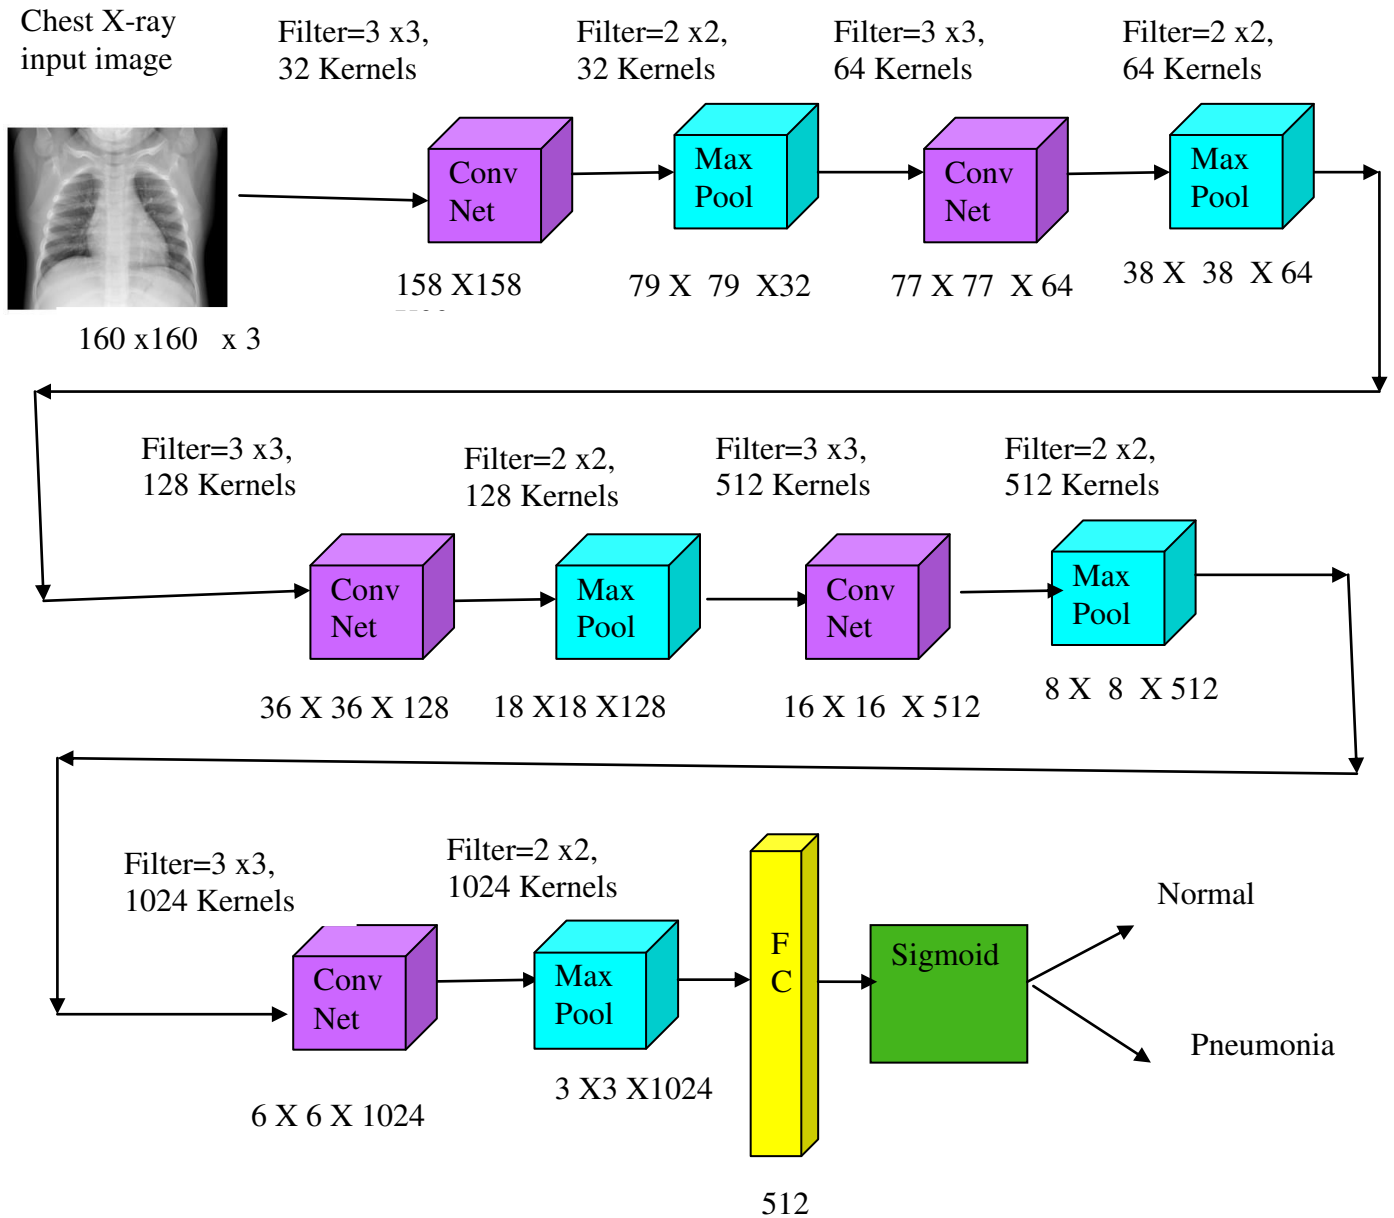 Chest X-ray
input image
Filter=3 x3,
32 Kernels
Filter=2 x2,
32 Kernels
Filter=3 x3,
64 Kernels
Filter=2 x2,
64 Kernels
Conv
Net
Max
Pool
Conv
Net
Max
Pool
160 x160 x 3
158 X158
79 X 79 X32
77 X 77 X 64
38 X 38 X 64
Filter=3 x3,
128 Kernels
Filter=2 x2,
128 Kernels
Filter=3 x3,
512 Kernels
Filter=2 x2,
512 Kernels
Conv
Net
Max
Pool
Conv
Net
Max
Pool
36 X 36 X 128
18 X18 X128
16 X 16 X 512
8 X 8 X 512
Filter=3 x3,
1024 Kernels
Filter=2 x2,
1024 Kernels
Conv
Net
Max
Pool
F
C
Sigmoid
Normal
Pneumonia
6 X 6 X 1024
3 X3 X1024
512